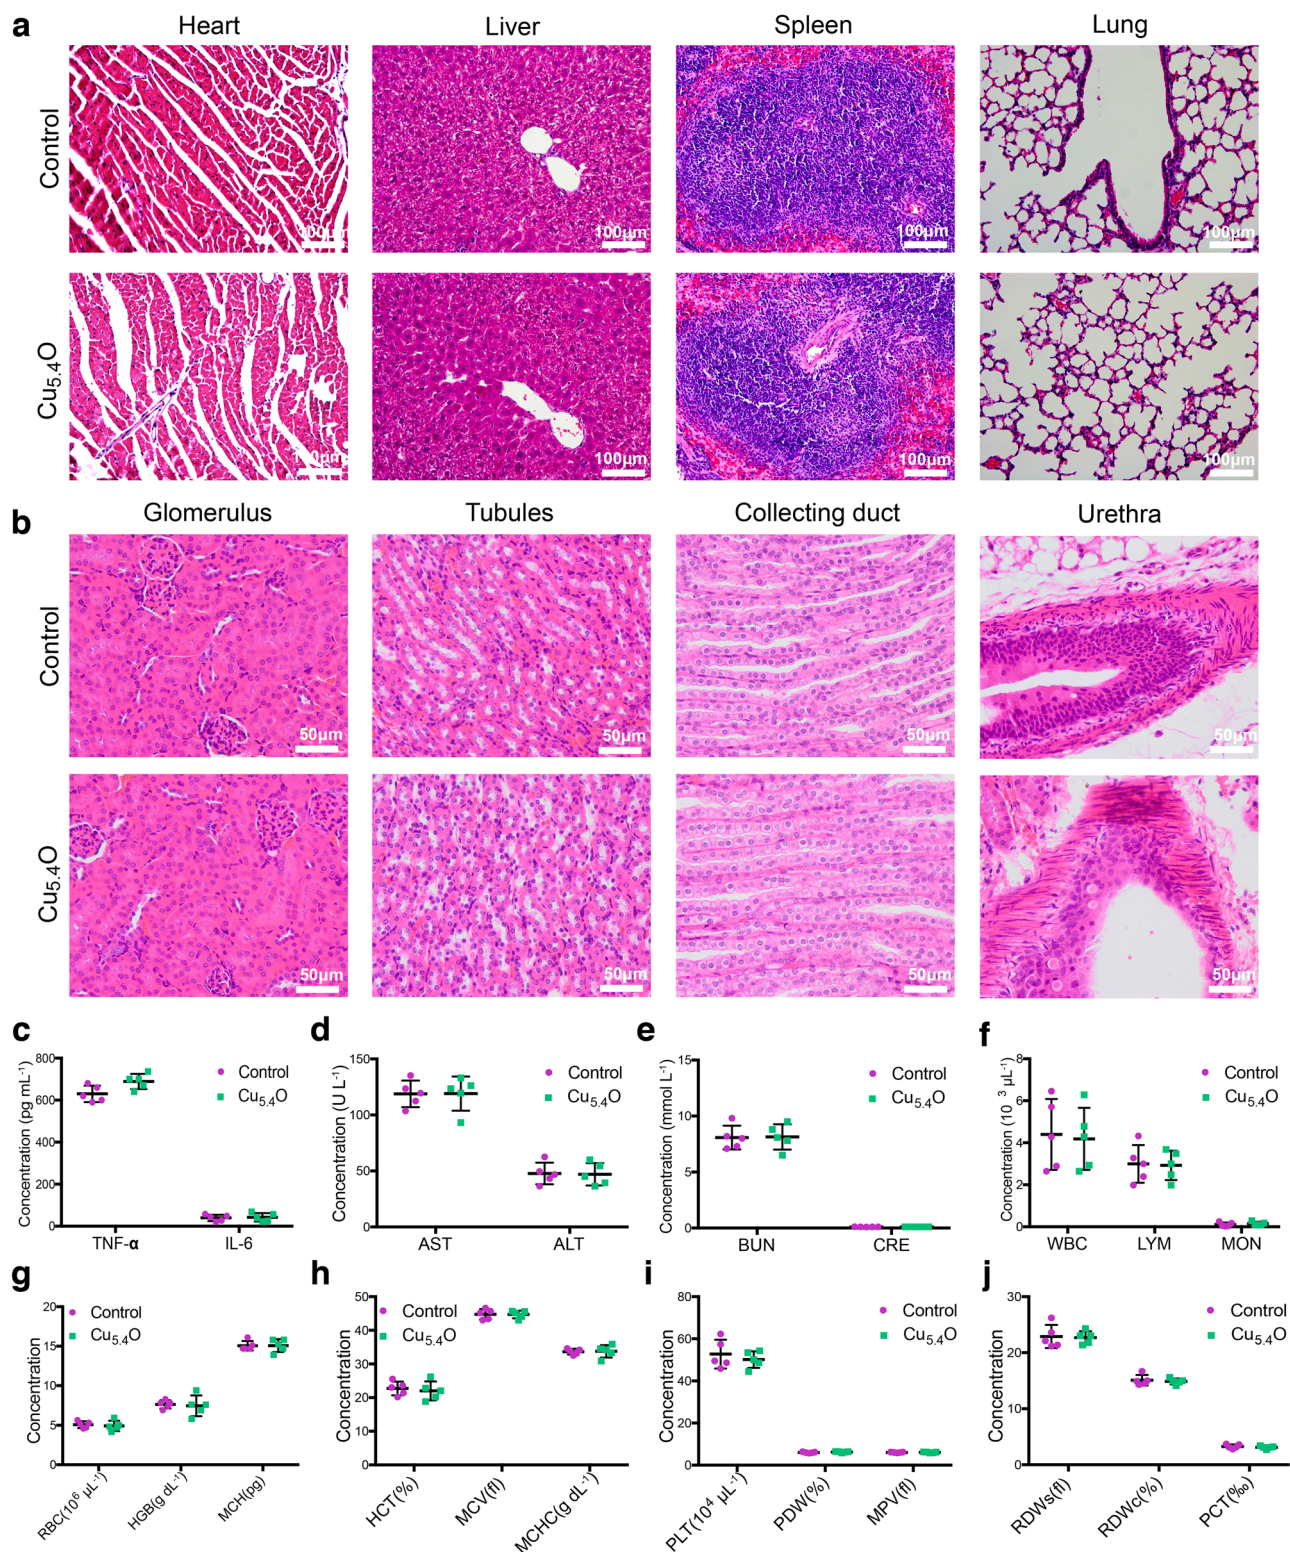 a
Heart Liver Spleen Lung
Control
100μm 100μm 100μm 100μm
Cu5.4O
100μm 100μm 100μm 100μm
b
Glomerulus Tubules Collecting duct Urethra
Control
50μm 50μm 50μm 50μm
Cu5.4O
50μm 50μm 50μm 50μm
c
Concentration (pg mL-1)
800
600
400
200
0
Control
Cu5.4O
TNF-α IL-6
d
Concentration (U L-1)
150
100
50
0
Control
Cu5.4O
AST ALT
e
Concentration (mmol L-1)
15
10
5
0
Control
Cu5.4O
BUN CRE
f
Concentration (10 3 μL-1)
8
6
4
2
0
Control
Cu5.4O
WBC LYM MON
g
Concentration
20
15
10
5
0
Control
Cu5.4O
RBC(106 μL-1) HGB(g dL-1) MCH(pg)
h
Concentration
50
40
30
20
10
0
Control
Cu5.4O
HCT(%) MCV(fl) MCHC(g dL-1)
i
Concentration
80
60
40
20
0
Control
Cu5.4O
PLT(104 μL-1) PDW(%) MPV(fl)
j
Concentration
30
20
10
0
Control
Cu5.4O
RDWs(fl) RDWc(%) PCT(‰)